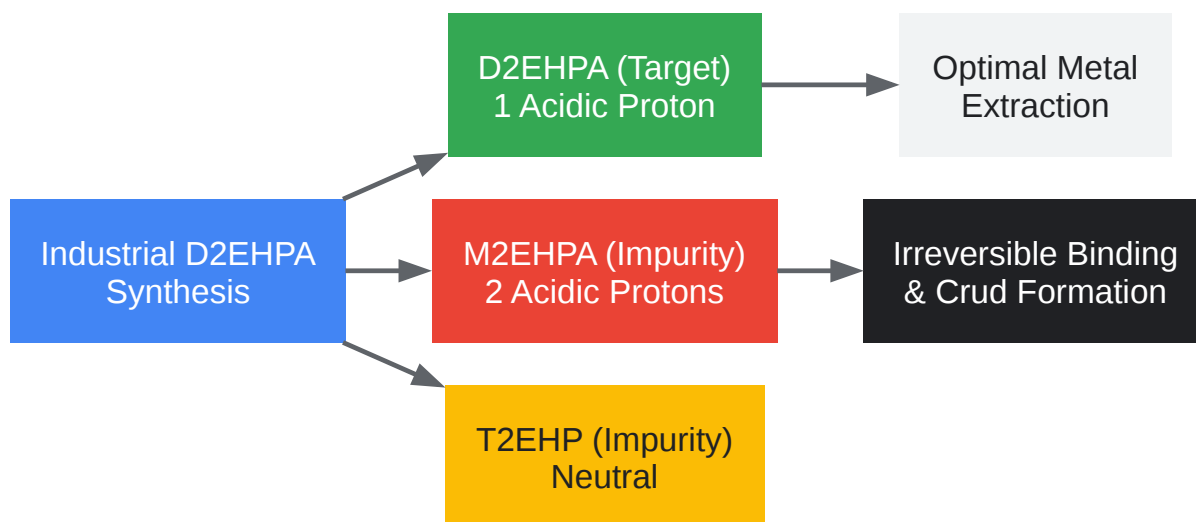 D2EHPA (Target)
1 Acidic Proton
Optimal Metal
Extraction
Industrial D2EHPA
Synthesis
M2EHPA (Impurity)
2 Acidic Protons
Irreversible Binding
& Crud Formation
T2EHP (Impurity)
Neutral